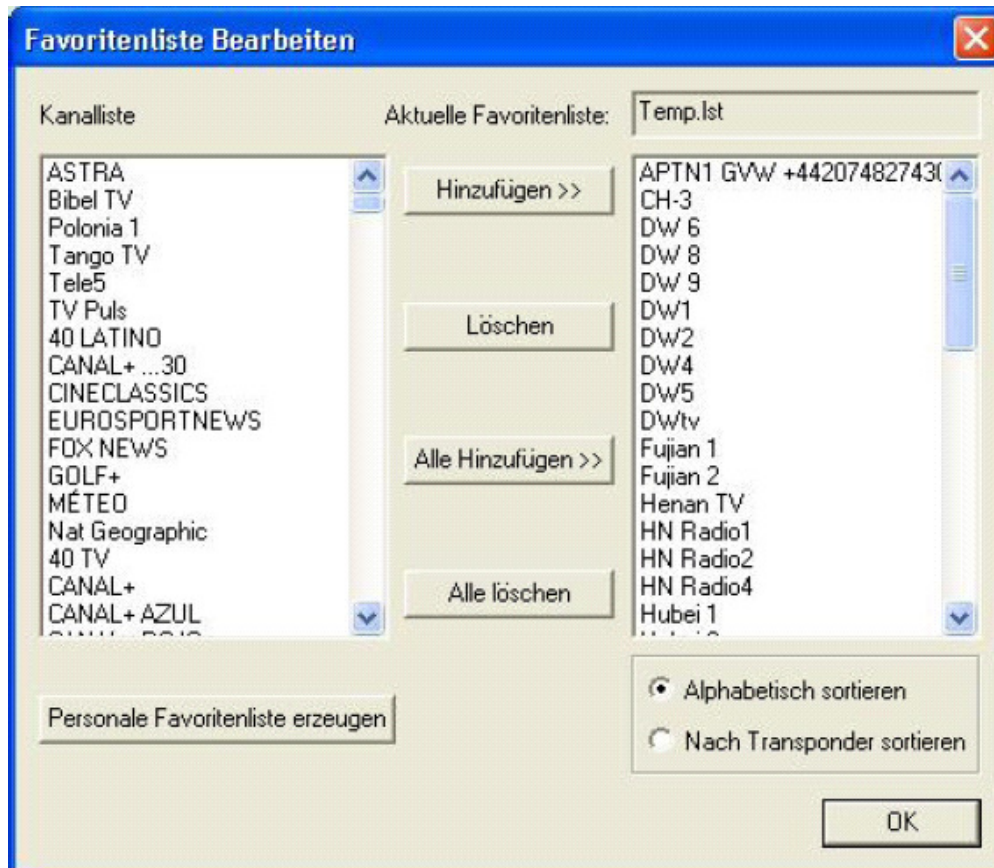 Favoritenliste Bearbeiten
Kanalliste
Aktuelle Favoritenliste:
Temp.lst
ASTRA
Bibel TV
Polonia 1
Tango TV
Tele5
TV Puls
40 LATINO
CANAL+ ...30
CINECLASSICS
EUROSPORTNEWS
FOX NEWS
GOLF+
MÉTEO
Nat Geographic
40 TV
CANAL+
CANAL+ AZUL
Hinzufügen >>
Löschen
Alle Hinzufügen >>
Alle löschen
APTN1 GVW +44207482743
CH-3
DW 6
DW 8
DW 9
DW1
DW2
DW4
DW5
DWtv
Fujian 1
Fujian 2
Henan TV
HN Radio1
HN Radio2
HN Radio4
Hubei 1
Personale Favoritenliste erzeugen
Alphabetisch sortieren
Nach Transponder sortieren
OK